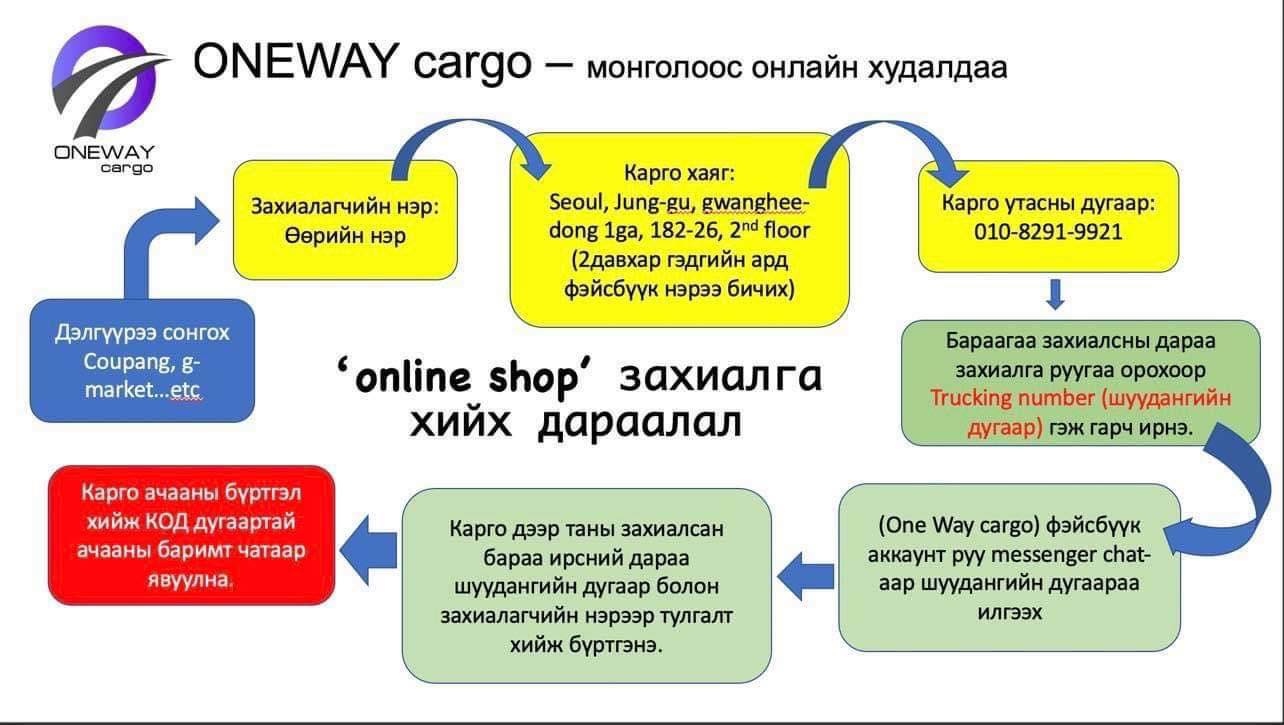 ONEWAY cargo – монголоос онлайн худалдаа
ONEWAY
cargo
Дэлгүүрээ сонгох
Coupang, g-
market...etc
Захиалагчийн нэр:
Өөрийн нэр
Карго хаяг:
Seoul, Jung-gu, gwanghee-
dong 1ga, 182-26, 2nd floor
(2давхар гэдгийн ард
фэйсбүүк нэрээ бичих)
Карго утасны дугаар:
010-8291-9921
‘online shop’ захиалга
хийх дараалал
Бараагаа захиалсны дараа
захиалга руугаа орохоор
Trucking number (шуудангийн
дугаар) гэж гарч ирнэ.
(One Way cargo) фэйсбүүк
аккаунт руу messenger chat-
аар шуудангийн дугаараа
илгээх
Карго дээр таны захиалсан
бараа ирсний дараа
шуудангийн дугаар болон
захиалагчийн нэрээр тулгалт
хийж бүртгэнэ.
Карго ачааны бүртгэл
хийж КОД дугаартай
ачааны баримт чатаар
явуулна.